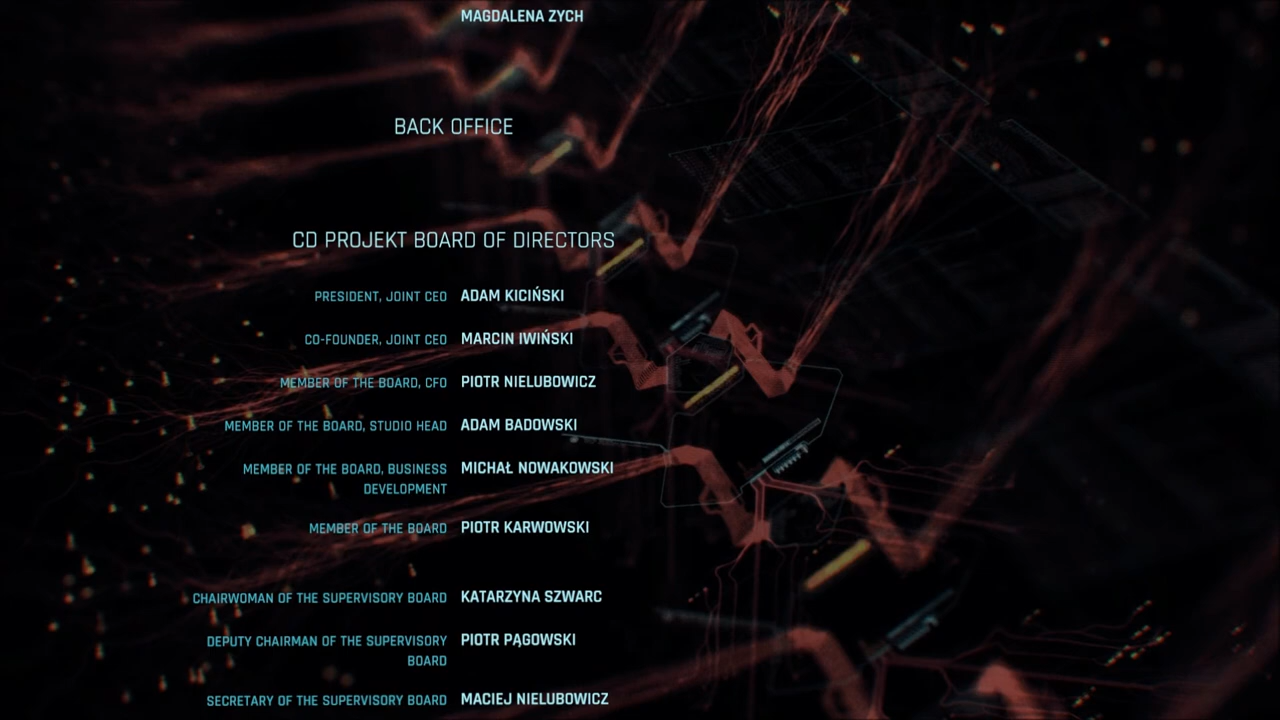 MAGDALENA ZYCH
BACK OFFICE
CD PROJEKT BOARD OF DIRECTORS
PRESIDENT, JOINT CEO ADAM KICIŃSKI
CO-FOUNDER, JOINT CEO MARCIN IWIŃSKI
MEMBER OF THE BOARD, CFO PIOTR NIELUBOWICZ
MEMBER OF THE BOARD, STUDIO HEAD ADAM BADOWSKI
MEMBER OF THE BOARD, BUSINESS MICHAŁ NOWAKOWSKI
DEVELOPMENT
MEMBER OF THE BOARD PIOTR KARWOWSKI
CHAIRWOMAN OF THE SUPERVISORY BOARD KATARZYNA SZWARC
DEPUTY CHAIRMAN OF THE SUPERVISORY PIOTR PĄGOWSKI
BOARD
SECRETARY OF THE SUPERVISORY BOARD MACIEJ NIELUBOWICZ